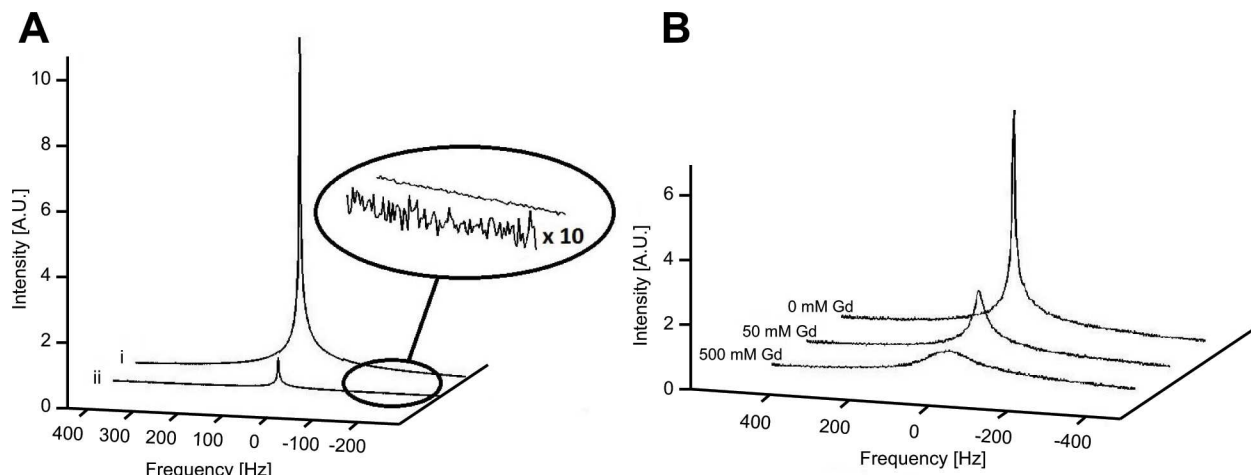 A
Intensity [A.U.]
10
8
6
4
2
0
i
ii
x 10
400 300 200 100 0 -100 -200
Frequency [Hz]
B
Intensity [A.U.]
6
4
2
0
0 mM Gd
50 mM Gd
500 mM Gd
400 200 0 -200 -400
Frequency [Hz]